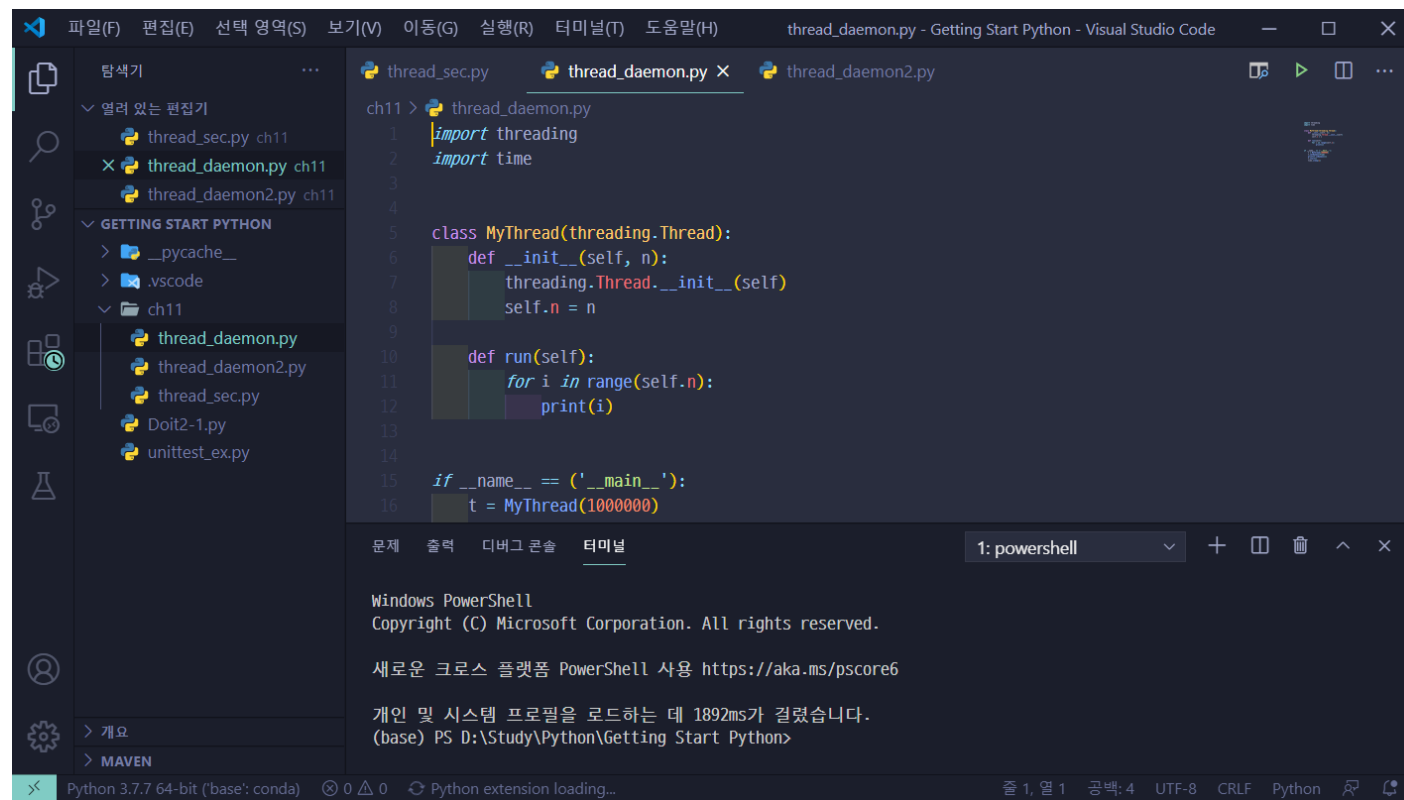 파일(F) 편집(E) 선택 영역(S) 보기(V) 이동(G) 실행(R) 터미널(T) 도움말(H) thread_daemon.py - Getting Start Python - Visual Studio Code
탐색기
열려 있는 편집기
thread_sec.py ch11
thread_daemon.py ch11
thread_daemon2.py ch11
GETTING START PYTHON
__pycache__
.vscode
ch11
thread_daemon.py
thread_daemon2.py
thread_sec.py
Doit2-1.py
unittest_ex.py
개요
MAVEN
thread_sec.py thread_daemon.py thread_daemon2.py
ch11 > thread_daemon.py
1 import threading
2 import time
3
4
5 class MyThread(threading.Thread):
6 def __init__(self, n):
7 threading.Thread.__init__(self)
8 self.n = n
9
10 def run(self):
11 for i in range(self.n):
12 print(i)
13
14
15 if __name__ == ('__main__'):
16 t = MyThread(1000000)
문제 출력 디버그 콘솔 터미널 1: powershell
Windows PowerShell
Copyright (C) Microsoft Corporation. All rights reserved.
새로운 크로스 플랫폼 PowerShell 사용 https://aka.ms/pscore6
개인 및 시스템 프로필을 로드하는 데 1892ms가 걸렸습니다.
(base) PS D:\Study\Python\Getting Start Python>
Python 3.7.7 64-bit ('base': conda) 0 0 Python extension loading... 줄 1, 열 1 공백: 4 UTF-8 CRLF Python